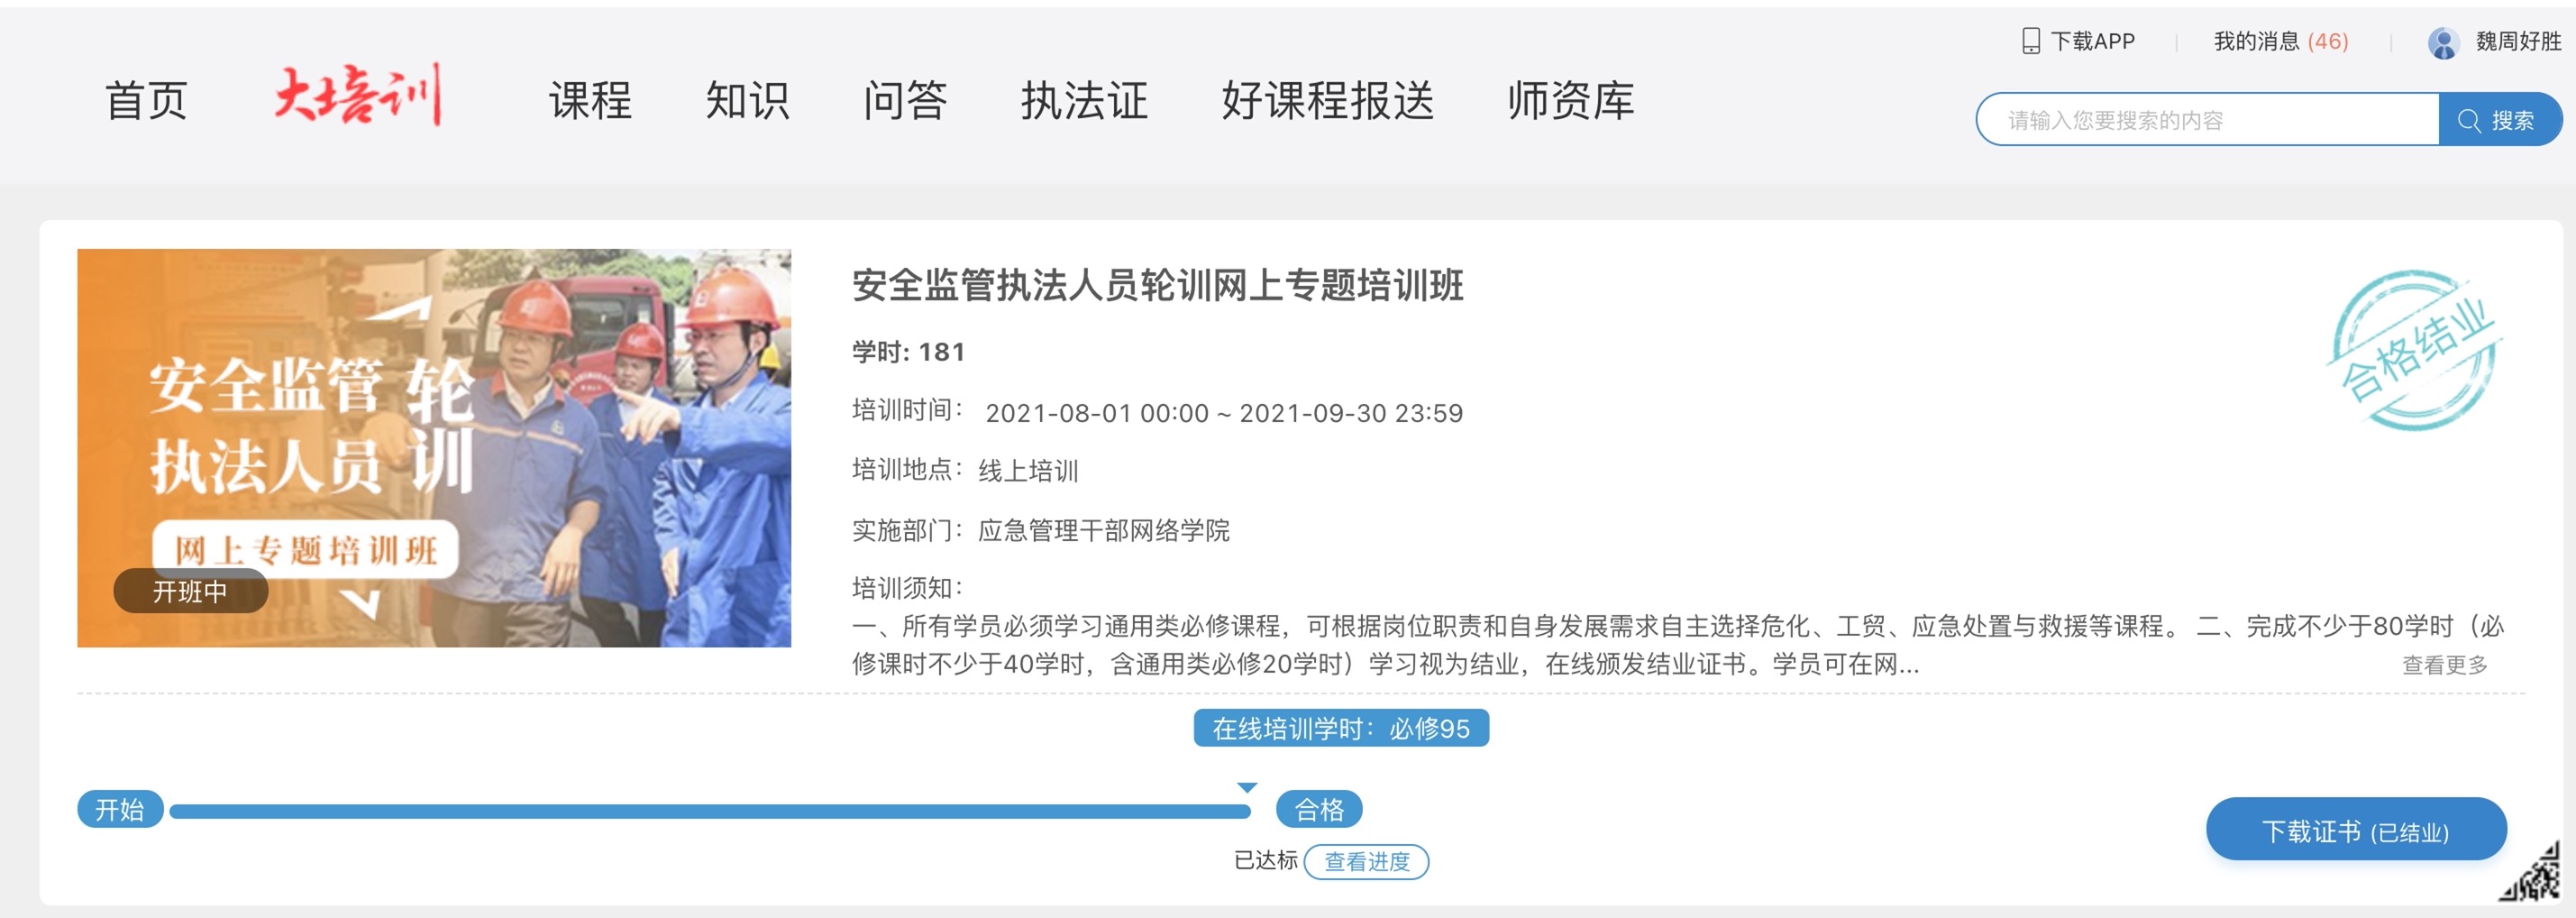 下载APP
我的消息 (46)
魏周好胜
首页
大培训
课程
知识
问答
执法证
好课程报送
师资库
请输入您要搜索的内容
搜索
安全监管
执法人员
轮训
网上专题培训班
开班中
安全监管执法人员轮训网上专题培训班
学时: 181
培训时间： 2021-08-01 00:00 ~ 2021-09-30 23:59
培训地点：线上培训
实施部门：应急管理干部网络学院
培训须知：
一、所有学员必须学习通用类必修课程，可根据岗位职责和自身发展需求自主选择危化、工贸、应急处置与救援等课程。 二、完成不少于80学时（必
修课时不少于40学时，含通用类必修20学时）学习视为结业，在线颁发结业证书。学员可在网...
查看更多
合格结业
在线培训学时：必修95
开始
合格
已达标
查看进度
下载证书 (已结业)